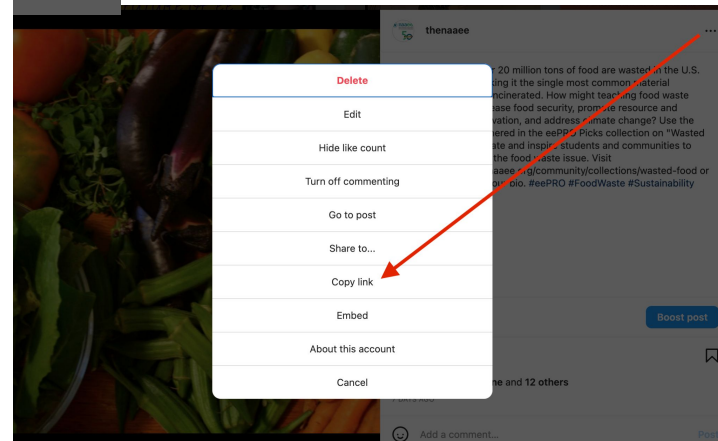 thenaaee
...
Delete
Edit
Hide like count
Turn off commenting
Go to post
Share to...
Copy link
Embed
About this account
Cancel
20 million tons of food are wasted in the U.S.
it the single most common material
ncinerated. How might teaching food waste
ease food security, promote resource and
vation, and address climate change? Use the
ered in the eePRO Picks collection on "Wasted
ate and inspire students and communities to
the food waste issue. Visit
aaee.org/community/collections/wasted-food or
bio. #eePRO #FoodWaste #Sustainability
Boost post
ne and 12 others
Add a comment...
Post